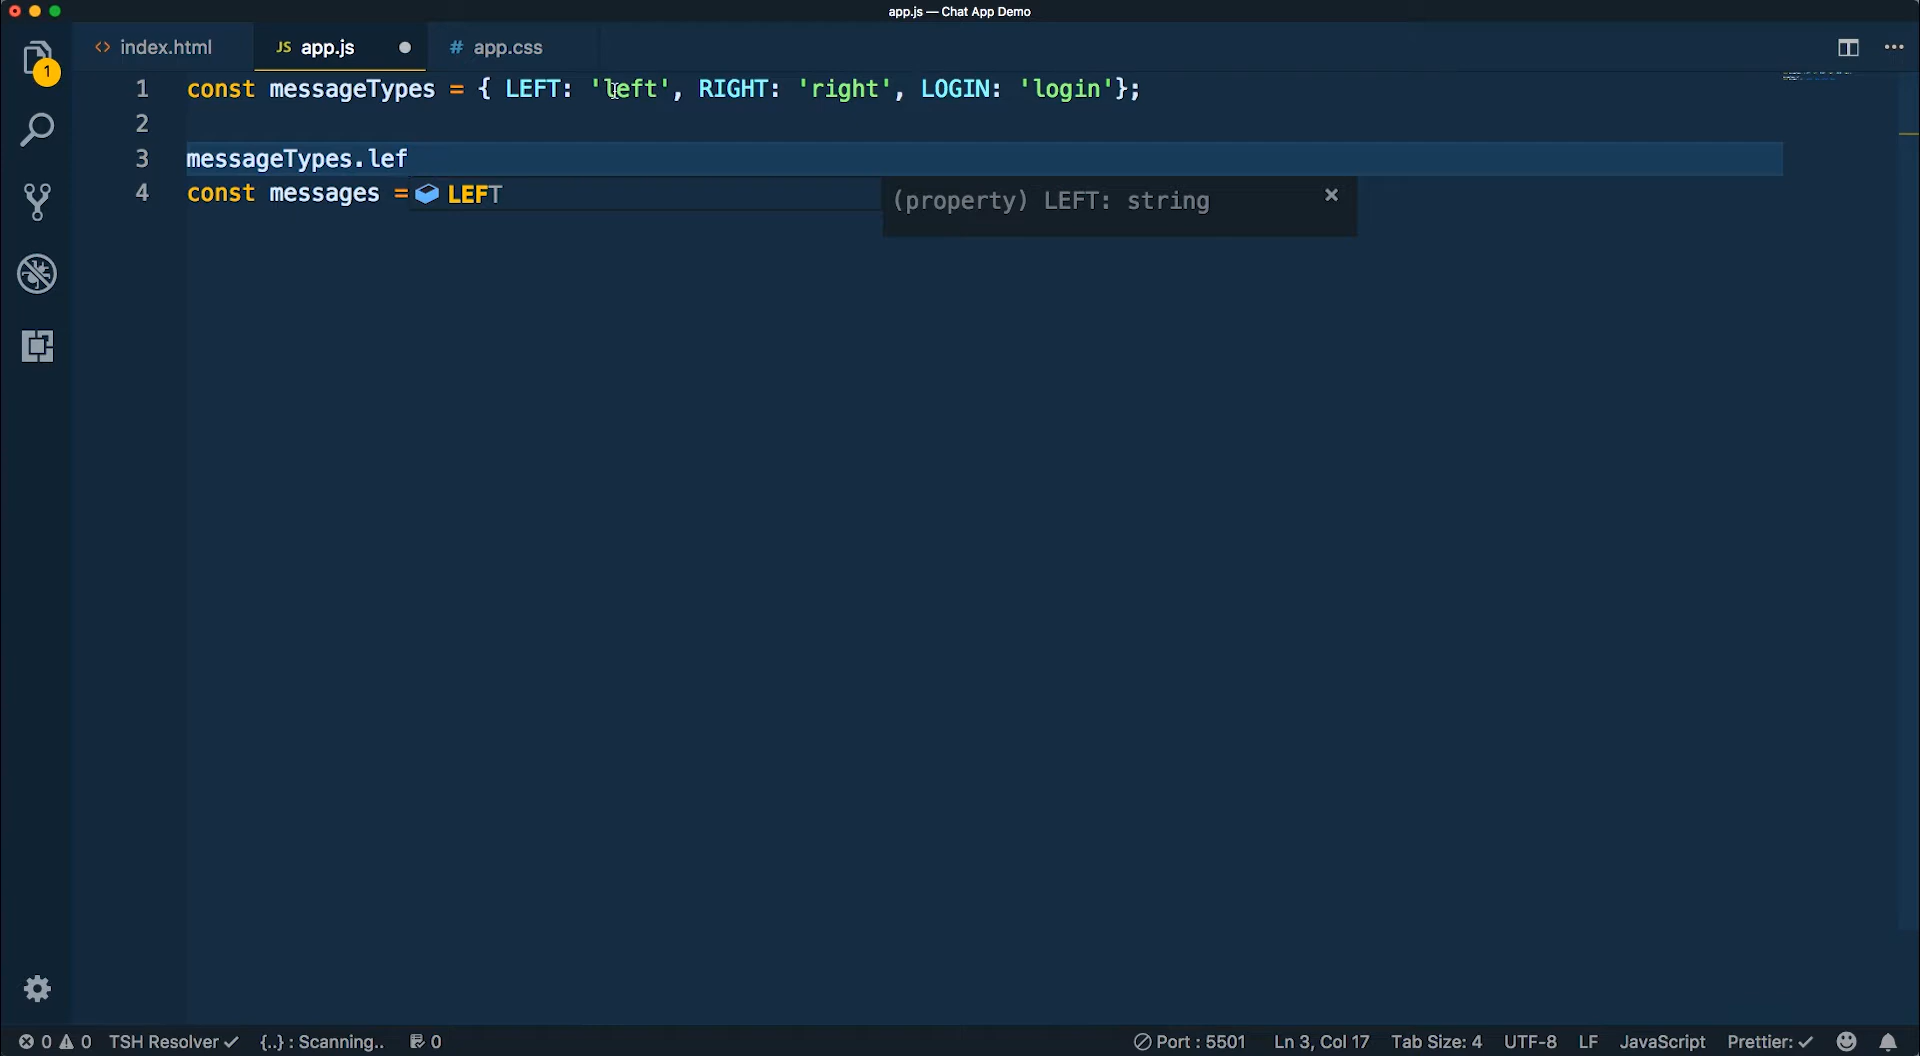 app.js — Chat App Demo
<> index.html
JS app.js
# app.css
1
1 const messageTypes = { LEFT: 'left', RIGHT: 'right', LOGIN: 'login'};
2
3 messageTypes.lef
4 const messages =
LEFT
(property) LEFT: string
0 0 TSH Resolver {..} : Scanning.. 0
Port : 5501 Ln 3, Col 17 Tab Size: 4 UTF-8 LF JavaScript Prettier: